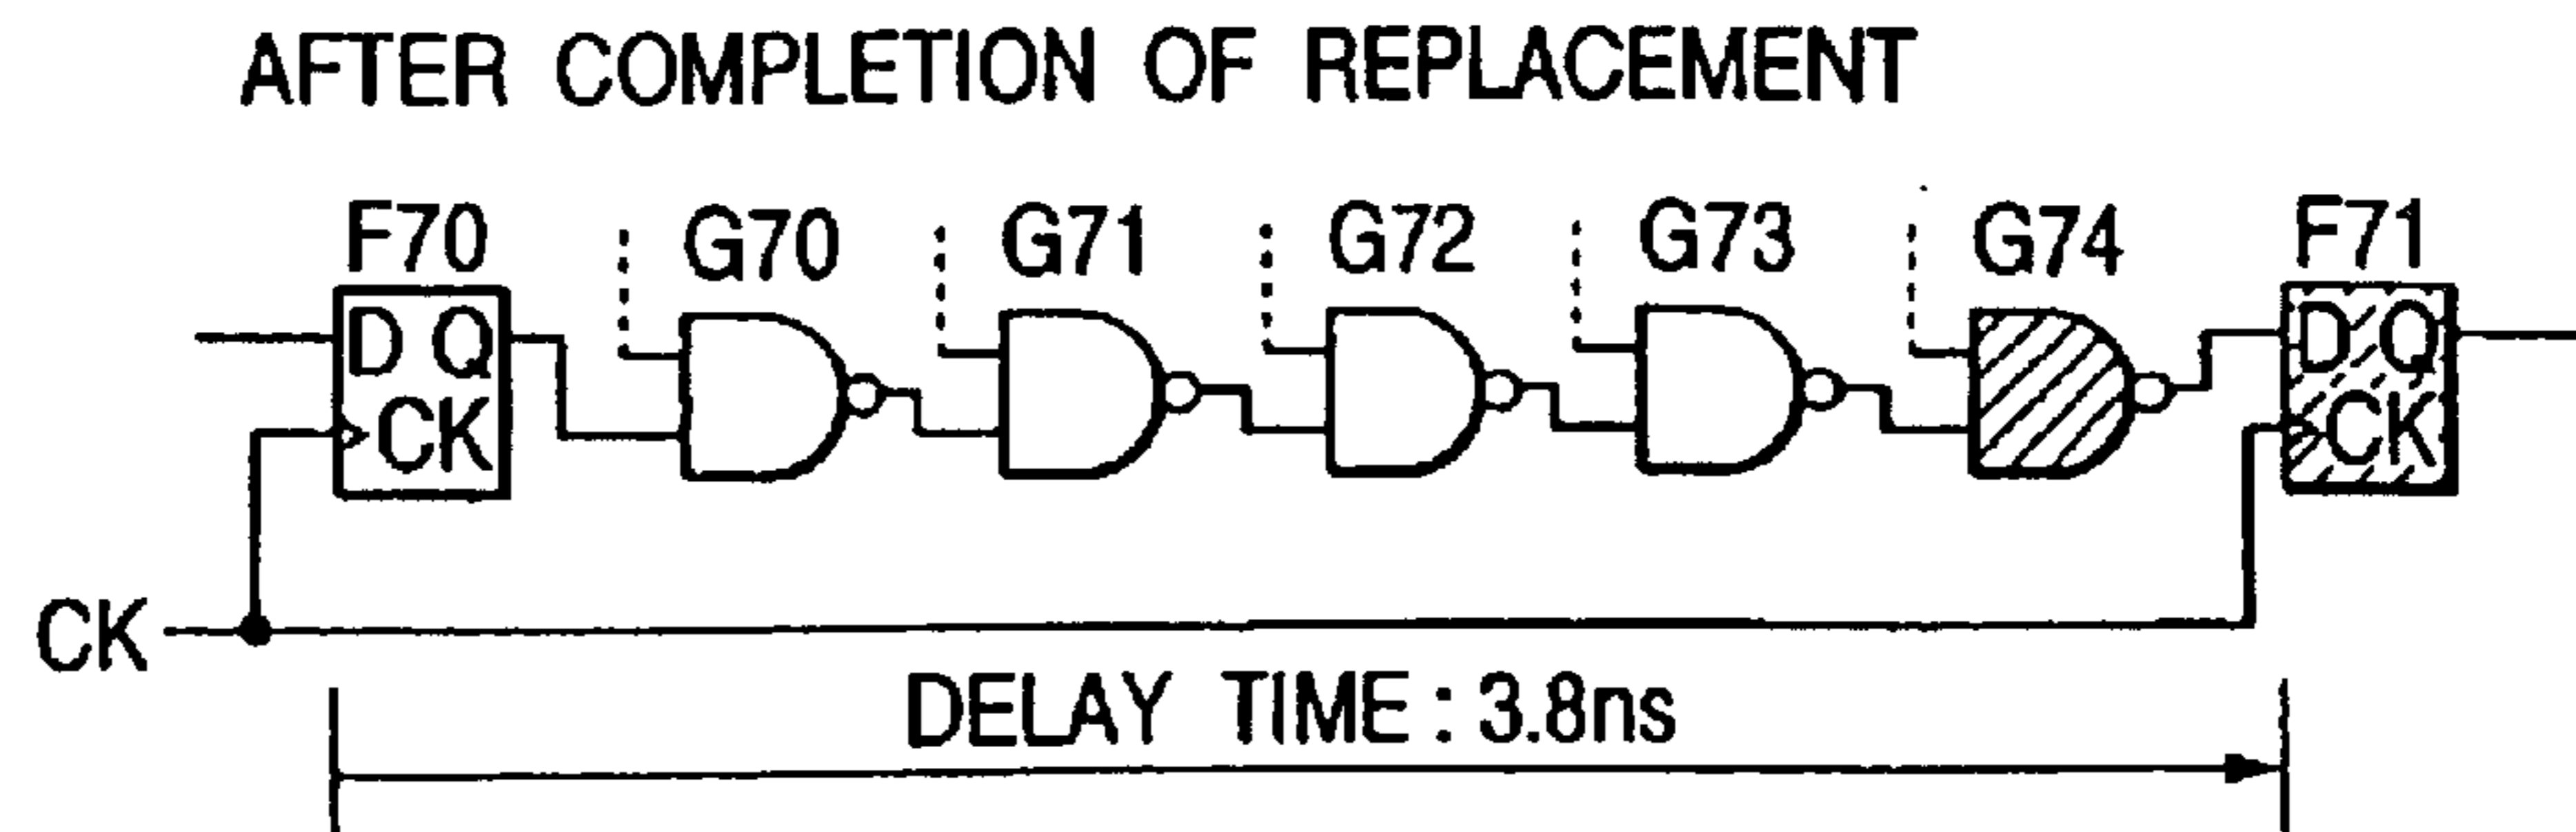 AFTER COMPLETION OF REPLACEMENT
F70 G70 G71 G72 G73 G74 F71
D Q D Q
CK CK
CK
DELAY TIME : 3.8ns